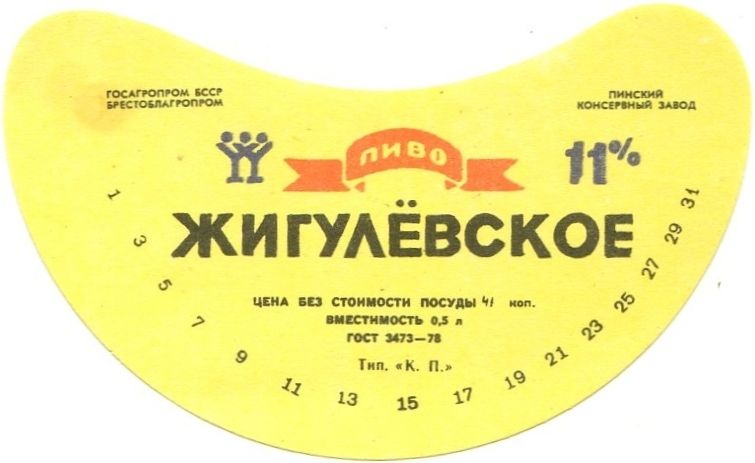 ГОСАГРОПРОМ БССР
БРЕСТОБЛАГРОПРОМ
ПИНСКИЙ
КОНСЕРВНЫЙ ЗАВОД
ПИВО
11%
ЖИГУЛЁВСКОЕ
ЦЕНА БЕЗ СТОИМОСТИ ПОСУДЫ 41 коп.
ВМЕСТИМОСТЬ 0,5 л
ГОСТ 3473—78
Тип. «К. П.»
1 3 5 7 9 11 13 15 17 19 21 23 25 27 29 31